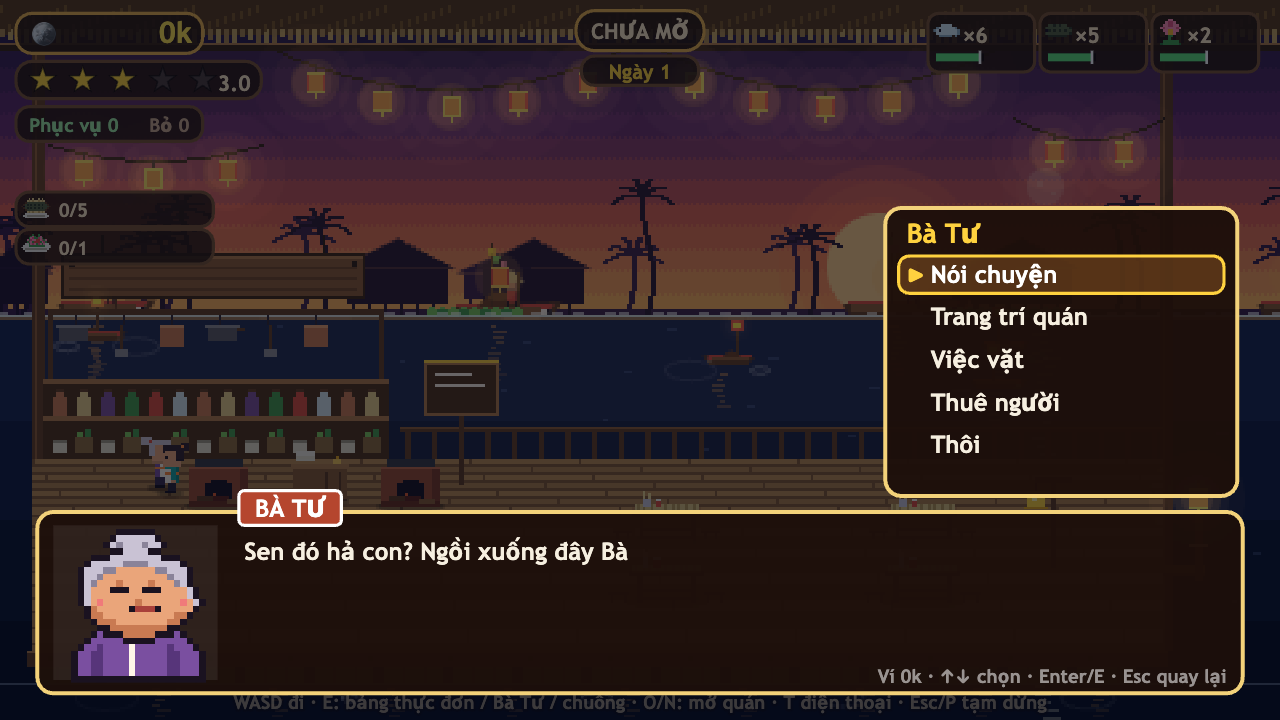 0k
CHƯA MỞ
×6
×5
×2
Ngày 1
3.0
Phục vụ 0 Bỏ 0
0/5
0/1
Bà Tư
Nói chuyện
Trang trí quán
Việc vặt
Thuê người
Thôi
BÀ TƯ
Sen đó hả con? Ngồi xuống đây Bà
Ví 0k · ↑↓ chọn · Enter/E · Esc quay lại
WASD đi · E: bảng thực đơn / Bà Tư / chuông · O/N: mở quán · T điện thoại · Esc/P tạm dừng